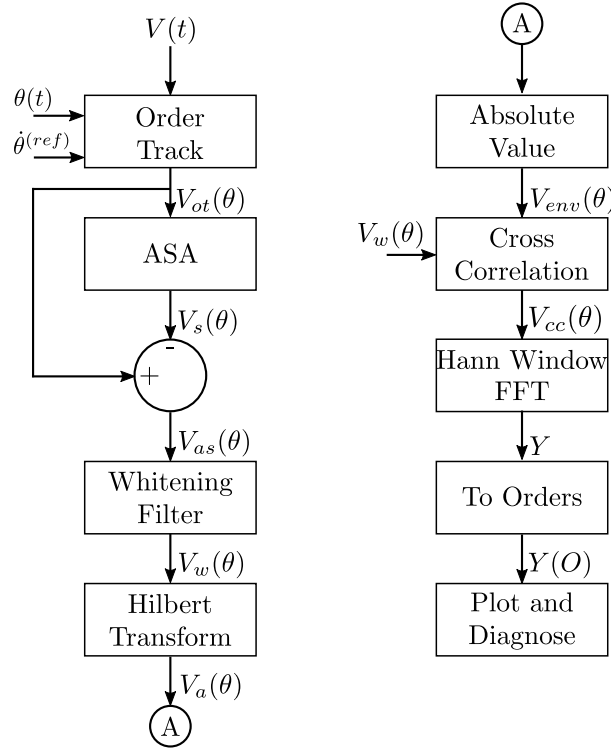 V(t)
θ(t)
θ̇^(ref)
Order
Track
V_ot(θ)
ASA
V_s(θ)
-
+
V_as(θ)
Whitening
Filter
V_w(θ)
Hilbert
Transform
V_a(θ)
A
A
Absolute
Value
V_env(θ)
V_w(θ)
Cross
Correlation
V_cc(θ)
Hann Window
FFT
Y
To Orders
Y(O)
Plot and
Diagnose